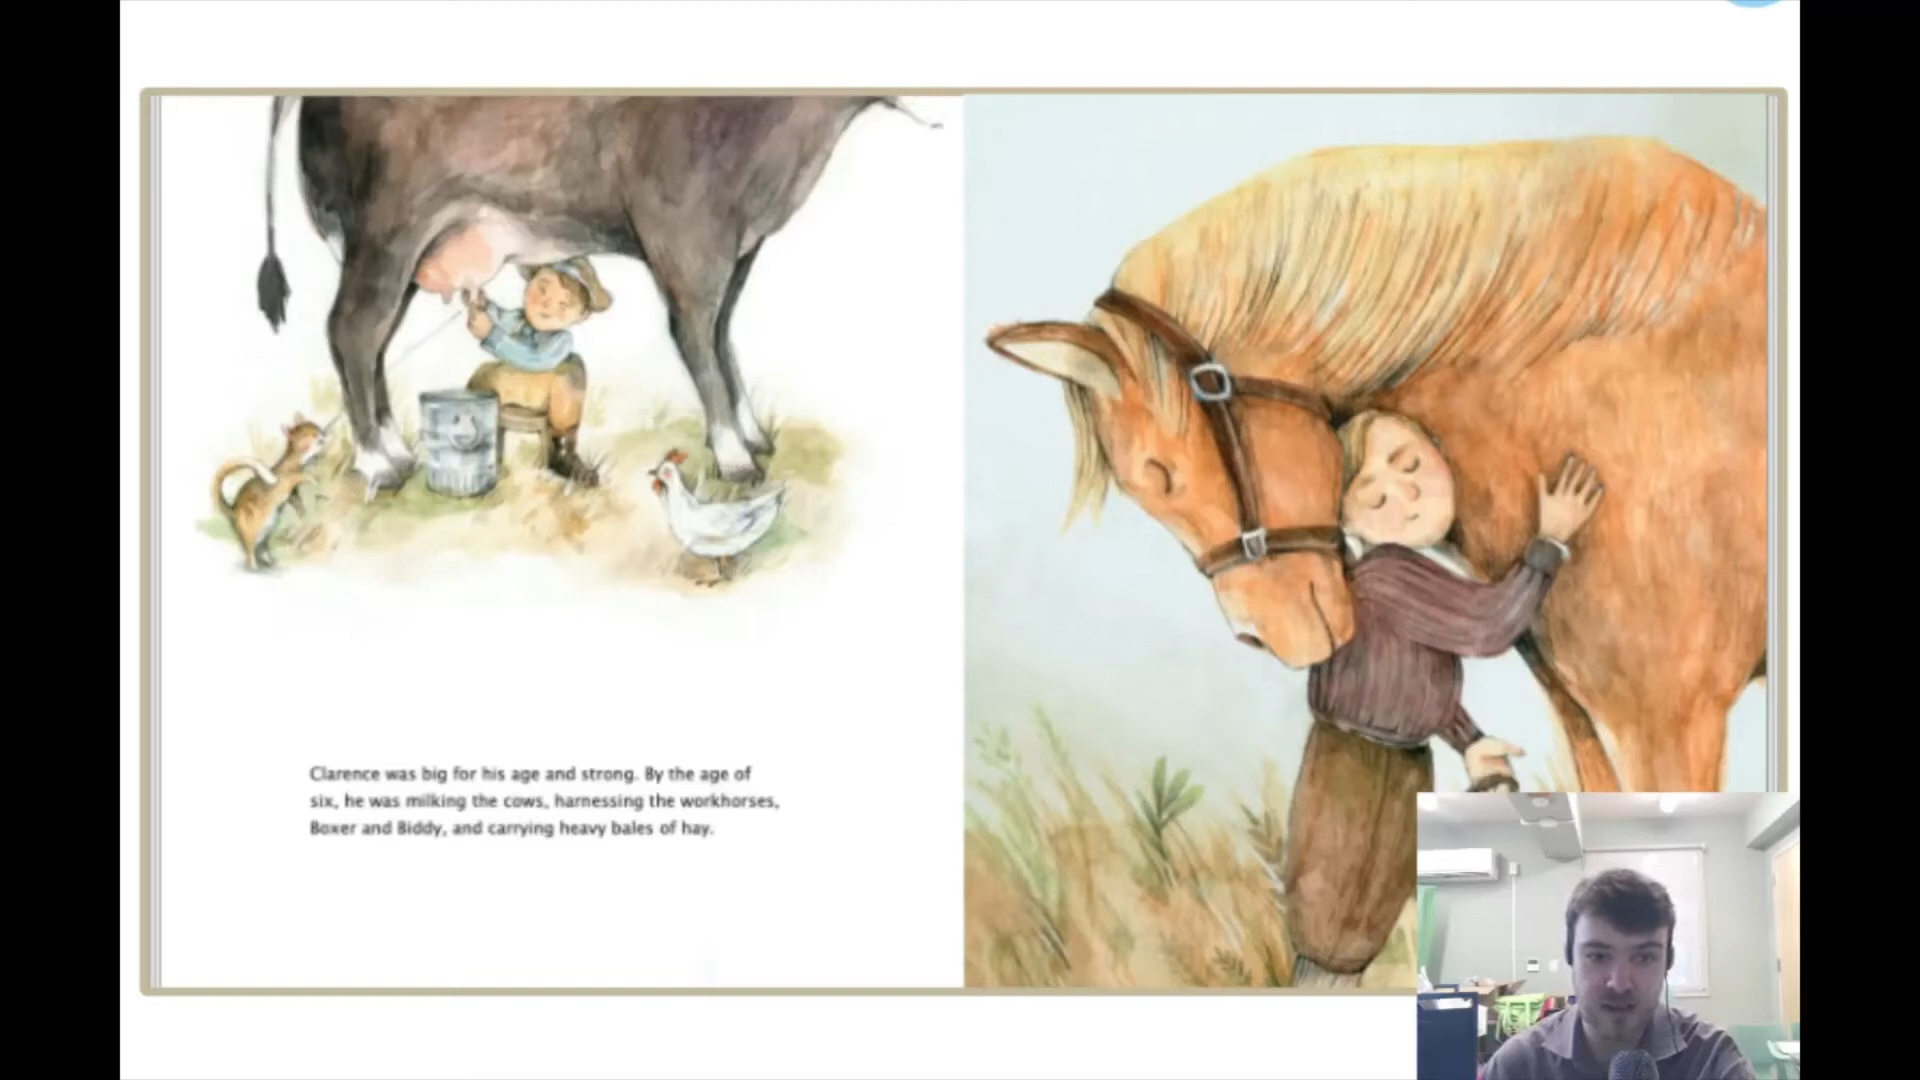 Clarence was big for his age and strong. By the age of
six, he was milking the cows, harnessing the workhorses,
Boxer and Biddy, and carrying heavy bales of hay.